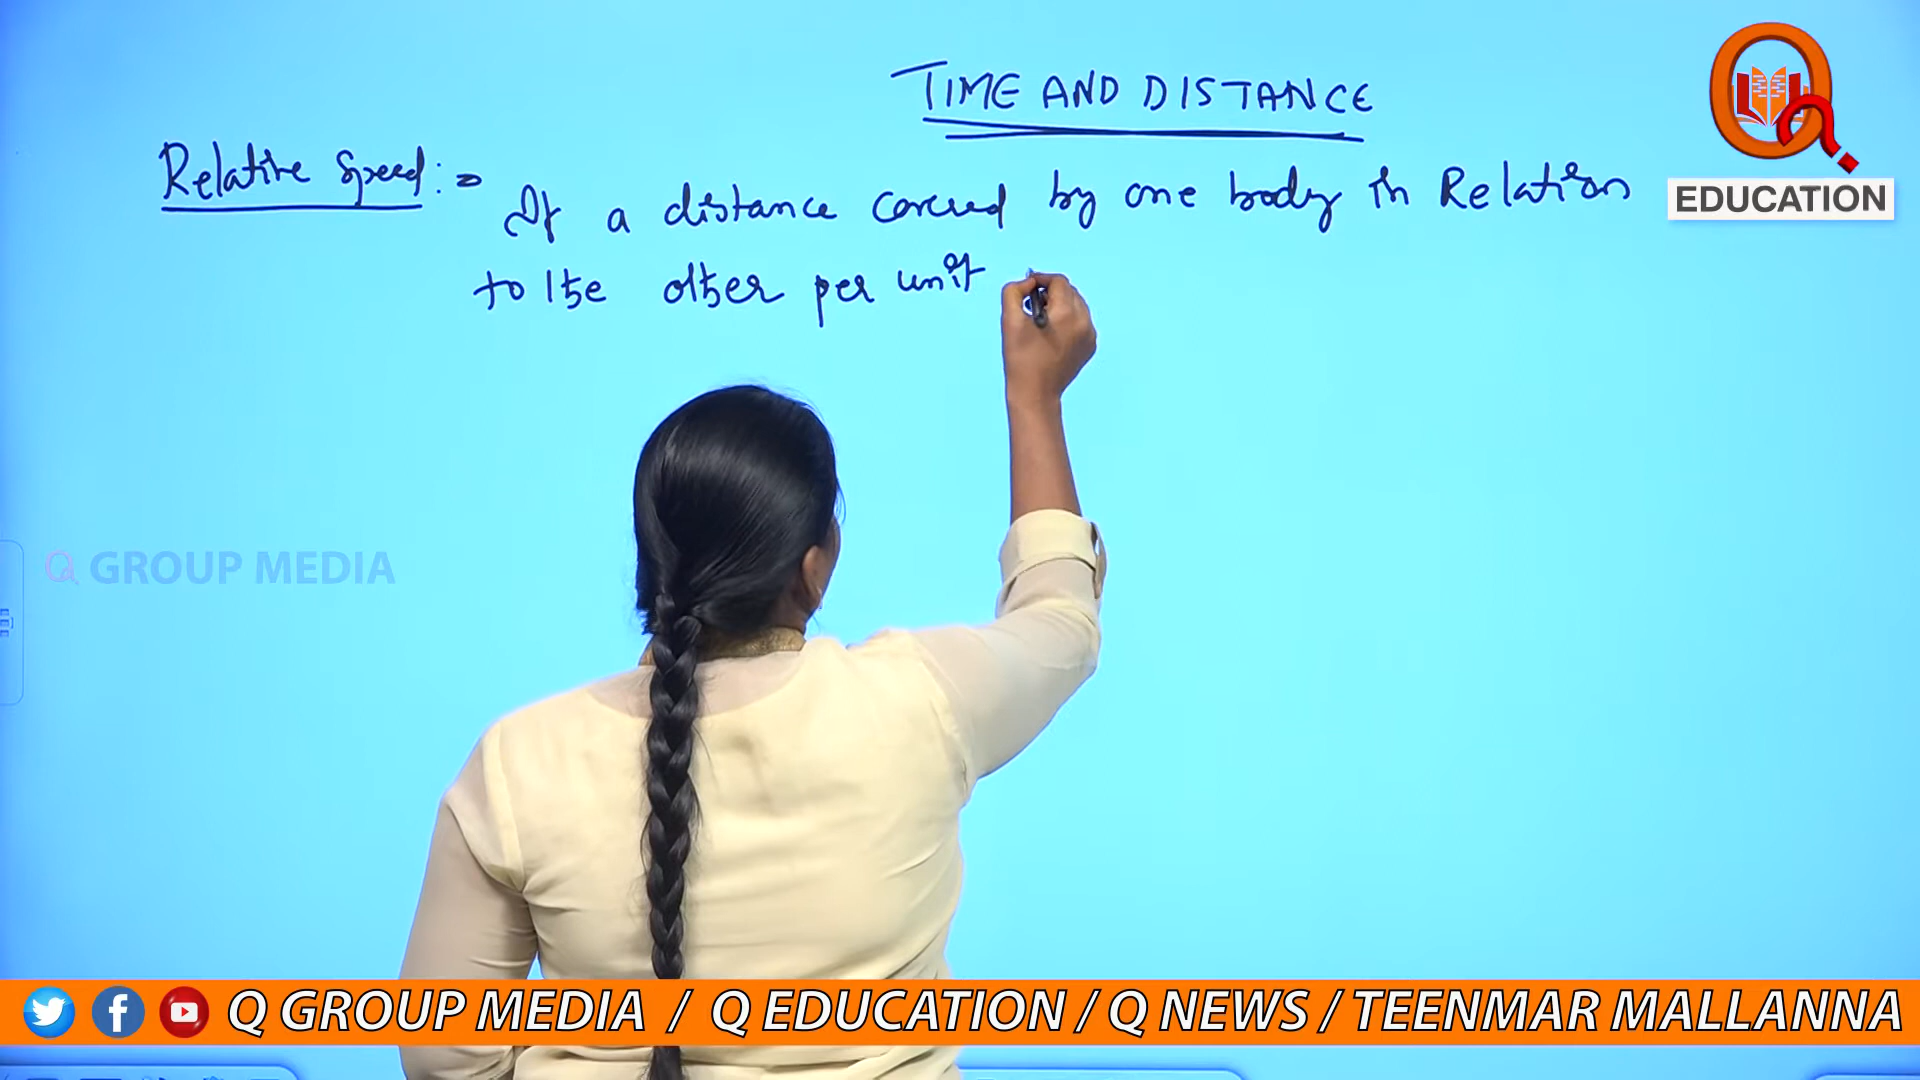 TIME AND DISTANCE
Relative Speed :-
If a distance covered by one body in Relation
to the other per unit
EDUCATION
Q GROUP MEDIA
Q GROUP MEDIA / Q EDUCATION / Q NEWS / TEENMAR MALLANNA